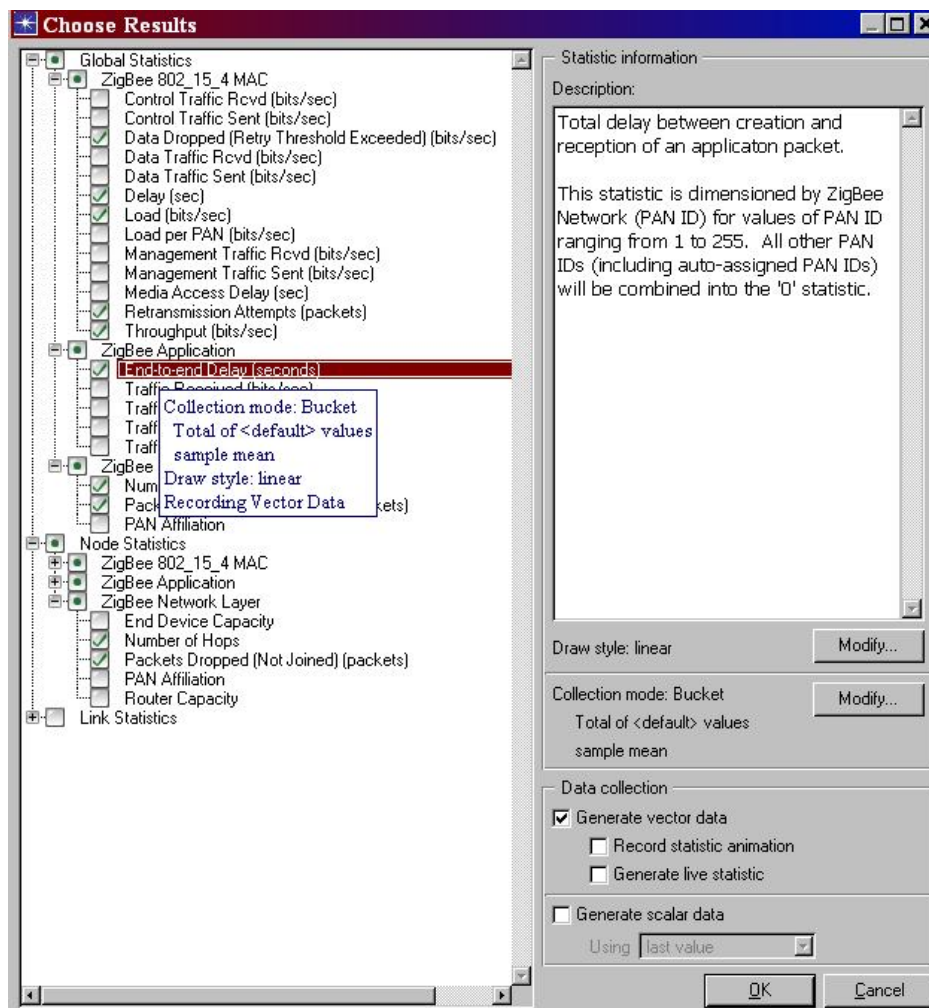 Choose Results
Global Statistics
ZigBee 802_15_4 MAC
Control Traffic Rcvd (bits/sec)
Control Traffic Sent (bits/sec)
Data Dropped (Retry Threshold Exceeded) (bits/sec)
Data Traffic Rcvd (bits/sec)
Data Traffic Sent (bits/sec)
Delay (sec)
Load (bits/sec)
Load per PAN (bits/sec)
Management Traffic Rcvd (bits/sec)
Management Traffic Sent (bits/sec)
Media Access Delay (sec)
Retransmission Attempts (packets)
Throughput (bits/sec)
ZigBee Application
End-to-end Delay (seconds)
Traffic Received (bits/sec)
Traff
Traff
Traff
ZigBee
Num
Pack kets)
PAN Affiliation
Collection mode: Bucket
Total of <default> values
sample mean
Draw style: linear
Recording Vector Data
Node Statistics
ZigBee 802_15_4 MAC
ZigBee Application
ZigBee Network Layer
End Device Capacity
Number of Hops
Packets Dropped (Not Joined) (packets)
PAN Affiliation
Router Capacity
Link Statistics
Statistic information
Description:
Total delay between creation and
reception of an applicaton packet.
This statistic is dimensioned by ZigBee
Network (PAN ID) for values of PAN ID
ranging from 1 to 255. All other PAN
IDs (including auto-assigned PAN IDs)
will be combined into the '0' statistic.
Draw style: linear
Modify...
Collection mode: Bucket
Modify...
Total of <default> values
sample mean
Data collection
Generate vector data
Record statistic animation
Generate live statistic
Generate scalar data
Using last value
OK
Cancel